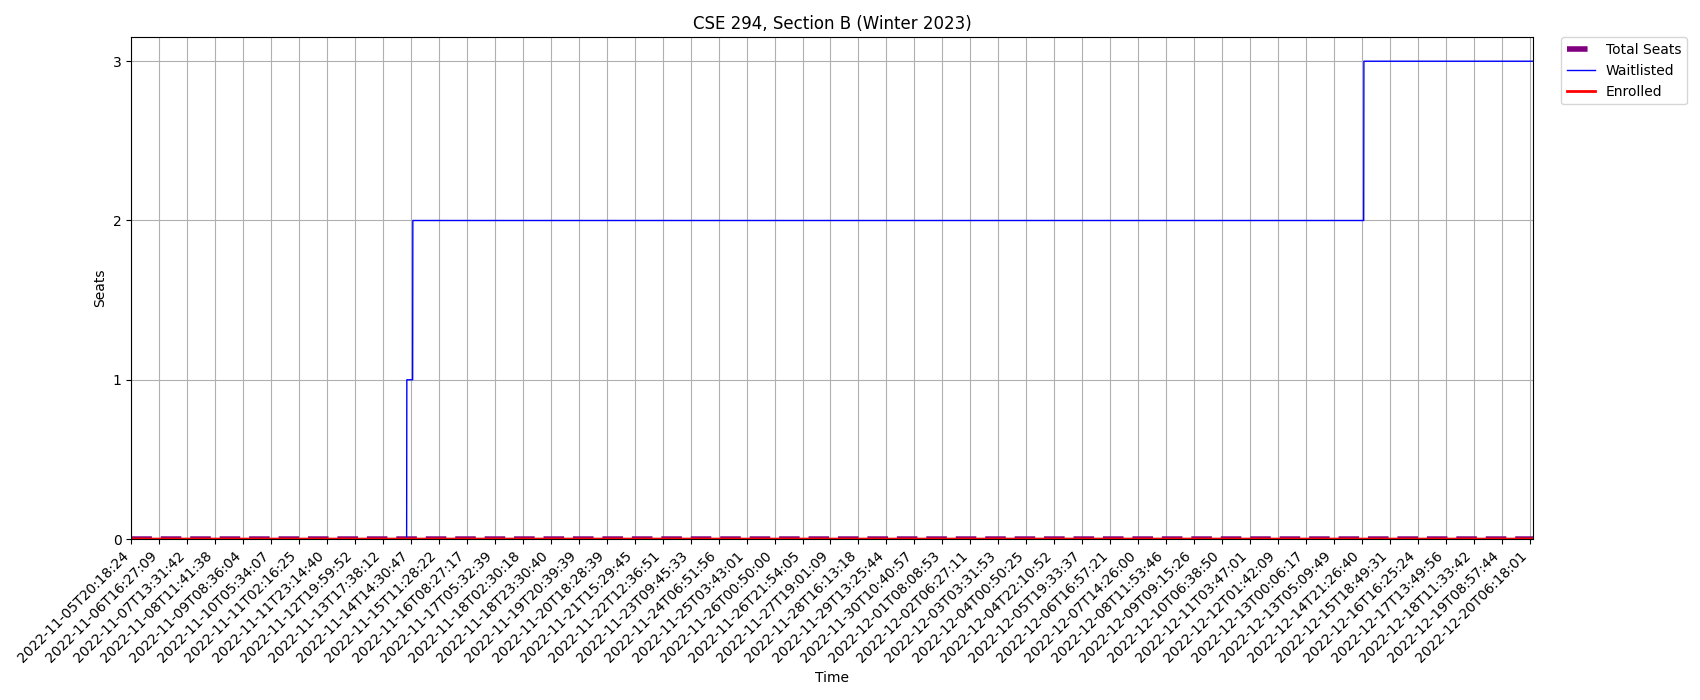 CSE 294, Section B (Winter 2023)
Total Seats
Waitlisted
Enrolled
Seats
3
2
1
0
2022-11-05T20:18:24
2022-11-06T16:27:09
2022-11-07T13:31:42
2022-11-08T11:41:38
2022-11-09T08:36:04
2022-11-10T05:34:07
2022-11-11T02:16:25
2022-11-11T23:14:40
2022-11-12T19:59:52
2022-11-13T17:38:12
2022-11-14T14:30:47
2022-11-15T11:28:22
2022-11-16T08:27:17
2022-11-17T05:32:39
2022-11-18T02:30:18
2022-11-18T23:30:40
2022-11-19T20:39:39
2022-11-20T18:28:39
2022-11-21T15:29:45
2022-11-22T12:36:51
2022-11-23T09:45:33
2022-11-24T06:51:56
2022-11-25T03:43:01
2022-11-26T00:50:00
2022-11-26T21:54:05
2022-11-27T19:01:09
2022-11-28T16:13:18
2022-11-29T13:25:44
2022-11-30T10:40:57
2022-12-01T08:08:53
2022-12-02T06:27:11
2022-12-03T03:31:53
2022-12-04T00:50:25
2022-12-04T22:10:52
2022-12-05T19:33:37
2022-12-06T16:57:21
2022-12-07T14:26:00
2022-12-08T11:53:46
2022-12-09T09:15:26
2022-12-10T06:38:50
2022-12-11T03:47:01
2022-12-12T01:42:09
2022-12-13T00:06:17
2022-12-13T05:09:49
2022-12-14T21:26:40
2022-12-15T18:49:31
2022-12-16T16:25:24
2022-12-17T13:49:56
2022-12-18T11:33:42
2022-12-19T08:57:44
2022-12-20T06:18:01
Time